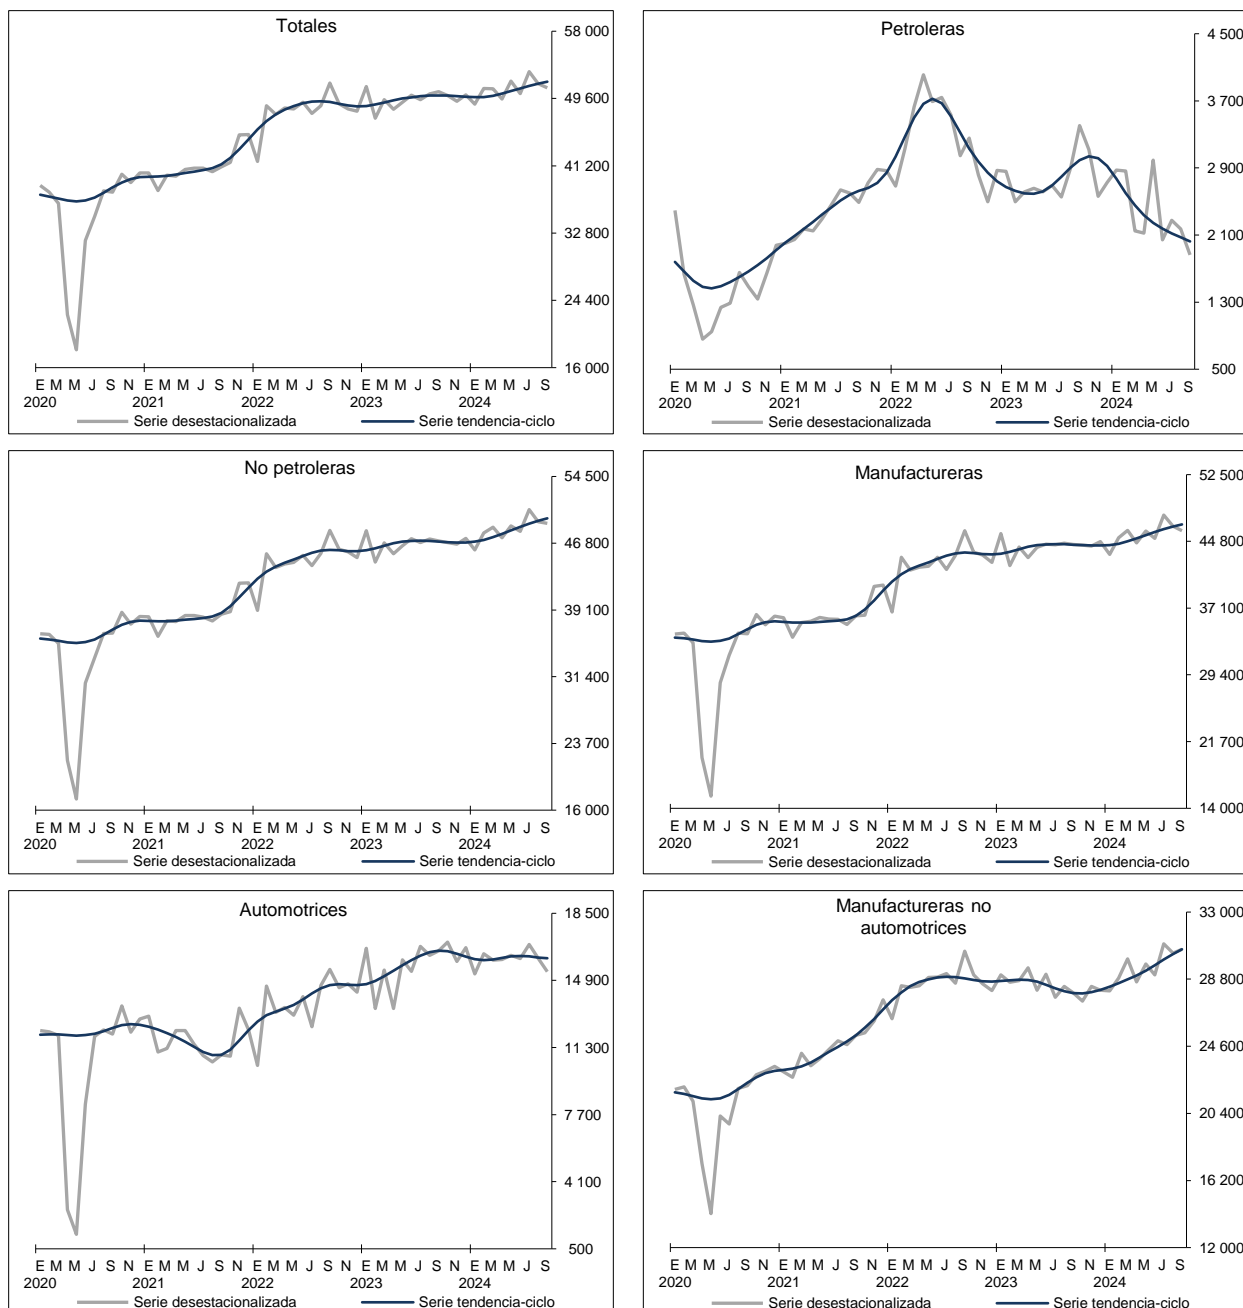 Totales
58 000
49 600
41 200
32 800
24 400
16 000
E M M J S N E M M J S N E M M J S N E M M J S N E M M J S
2020 2021 2022 2023 2024
Serie desestacionalizada Serie tendencia-ciclo
Petroleras
4 500
3 700
2 900
2 100
1 300
500
E M M J S N E M M J S N E M M J S N E M M J S N E M M J S
2020 2021 2022 2023 2024
Serie desestacionalizada Serie tendencia-ciclo
No petroleras
54 500
46 800
39 100
31 400
23 700
16 000
E M M J S N E M M J S N E M M J S N E M M J S N E M M J S
2020 2021 2022 2023 2024
Serie desestacionalizada Serie tendencia-ciclo
Manufactureras
52 500
44 800
37 100
29 400
21 700
14 000
E M M J S N E M M J S N E M M J S N E M M J S N E M M J S
2020 2021 2022 2023 2024
Serie desestacionalizada Serie tendencia-ciclo
Automotrices
18 500
14 900
11 300
7 700
4 100
500
E M M J S N E M M J S N E M M J S N E M M J S N E M M J S
2020 2021 2022 2023 2024
Serie desestacionalizada Serie tendencia-ciclo
Manufactureras no
automotrices
33 000
28 800
24 600
20 400
16 200
12 000
E M M J S N E M M J S N E M M J S N E M M J S N E M M J S
2020 2021 2022 2023 2024
Serie desestacionalizada Serie tendencia-ciclo